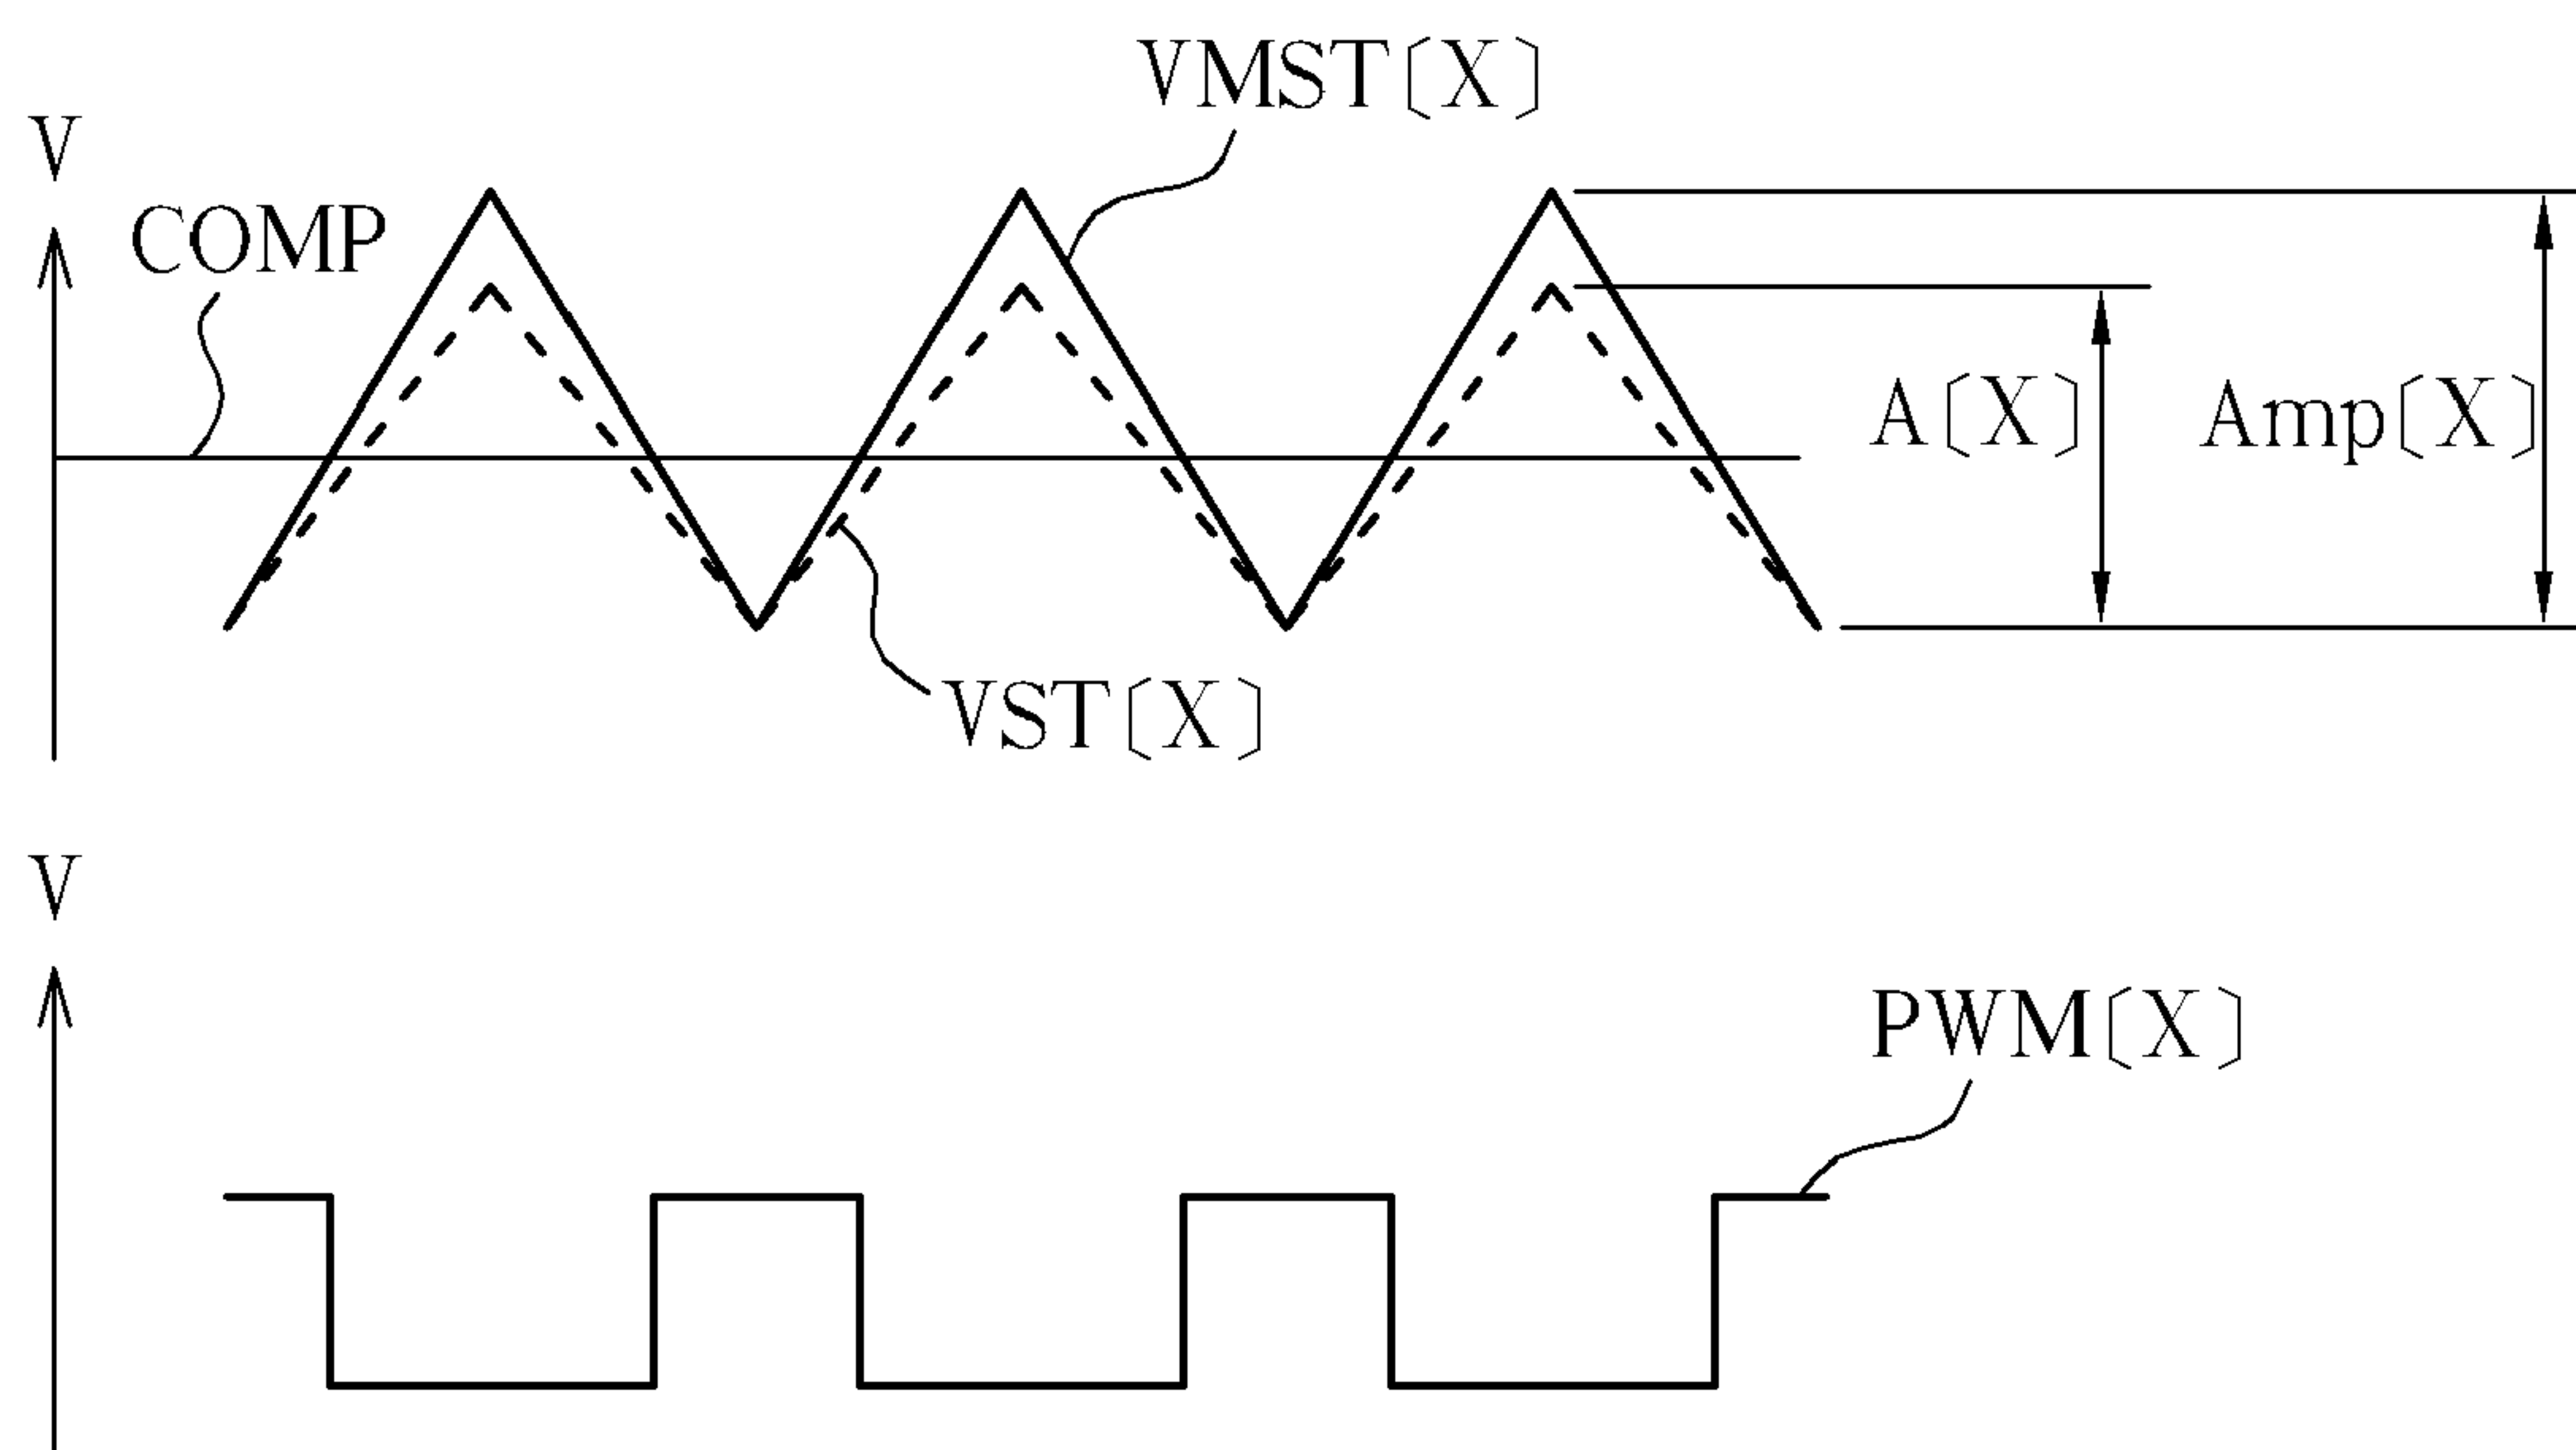 VMST〔X〕
V
COMP
A〔X〕
Amp〔X〕
VST〔X〕
V
PWM〔X〕